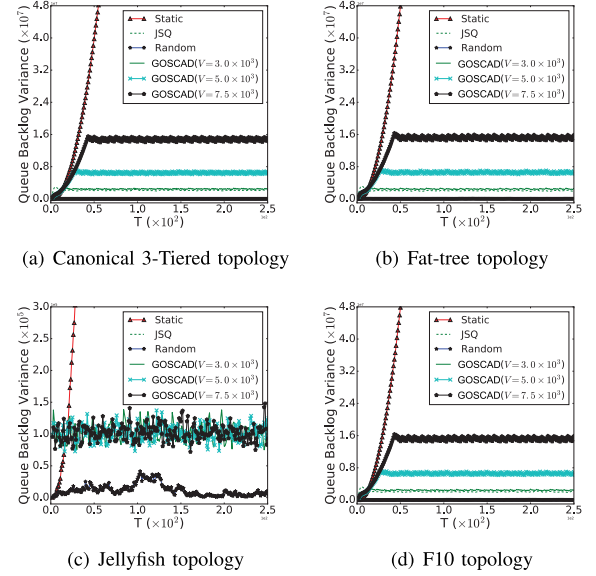 Queue Backlog Variance (×10⁷)
4.8
4.0
3.2
2.4
1.6
0.8
0.0
Static
JSQ
Random
GOSCAD(V=3.0×10³)
GOSCAD(V=5.0×10³)
GOSCAD(V=7.5×10³)
0.0 0.5 1.0 1.5 2.0 2.5
T (×10²)
(a) Canonical 3-Tiered topology
Queue Backlog Variance (×10⁷)
4.8
4.0
3.2
2.4
1.6
0.8
0.0
Static
JSQ
Random
GOSCAD(V=3.0×10³)
GOSCAD(V=5.0×10³)
GOSCAD(V=7.5×10³)
0.0 0.5 1.0 1.5 2.0 2.5
T (×10²)
(b) Fat-tree topology
Queue Backlog Variance (×10⁵)
3.0
2.5
2.0
1.5
1.0
0.5
0.0
Static
JSQ
Random
GOSCAD(V=3.0×10³)
GOSCAD(V=5.0×10³)
GOSCAD(V=7.5×10³)
0.0 0.5 1.0 1.5 2.0 2.5
T (×10²)
(c) Jellyfish topology
Queue Backlog Variance (×10⁷)
4.8
4.0
3.2
2.4
1.6
0.8
0.0
Static
JSQ
Random
GOSCAD(V=3.0×10³)
GOSCAD(V=5.0×10³)
GOSCAD(V=7.5×10³)
0.0 0.5 1.0 1.5 2.0 2.5
T (×10²)
(d) F10 topology